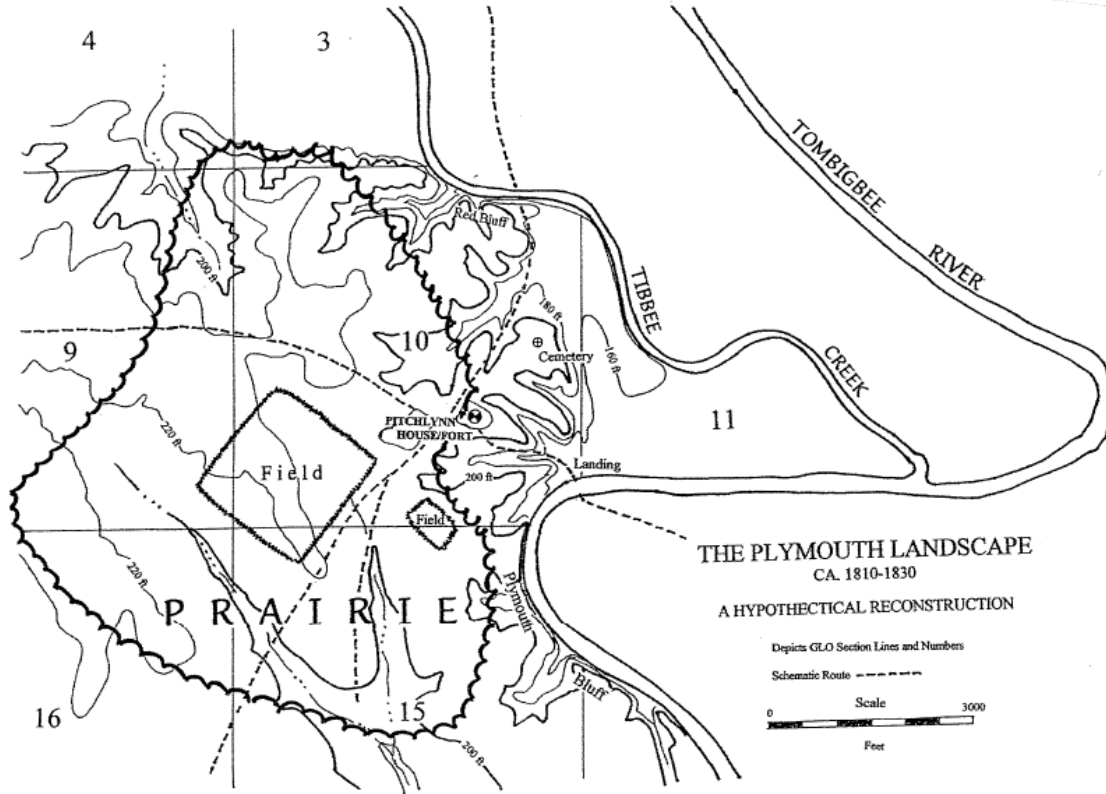 4
3
TOMBIGBEE
RIVER
Red Bluff
TIBBEE
CREEK
200 ft
180 ft
160 ft
Cemetery
9
10
11
PITCHLYNN
HOUSE/FORT
220 ft
Field
Landing
200 ft
Field
220 ft
PRAIRIE
Plymouth
Bluff
16
15
200 ft
THE PLYMOUTH LANDSCAPE
CA. 1810-1830
A HYPOTHECTICAL RECONSTRUCTION
Depicts GLO Section Lines and Numbers
Schematic Route
Scale
0 3000
Feet